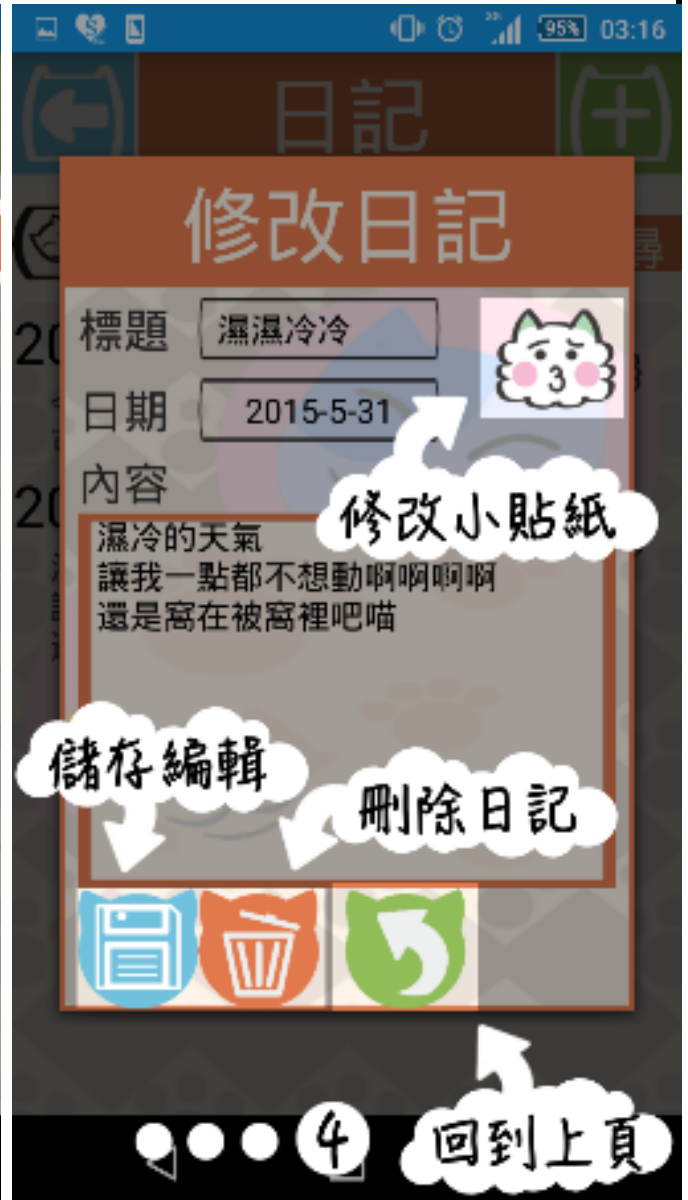 95% 03:16
日記
修改日記
尋
標題 濕濕冷冷
日期 2015-5-31
內容
修改小貼紙
20
20
濕冷的天氣
讓我一點都不想動啊啊啊啊
還是窩在被窩裡吧喵
儲存編輯
刪除日記
4
回到上頁